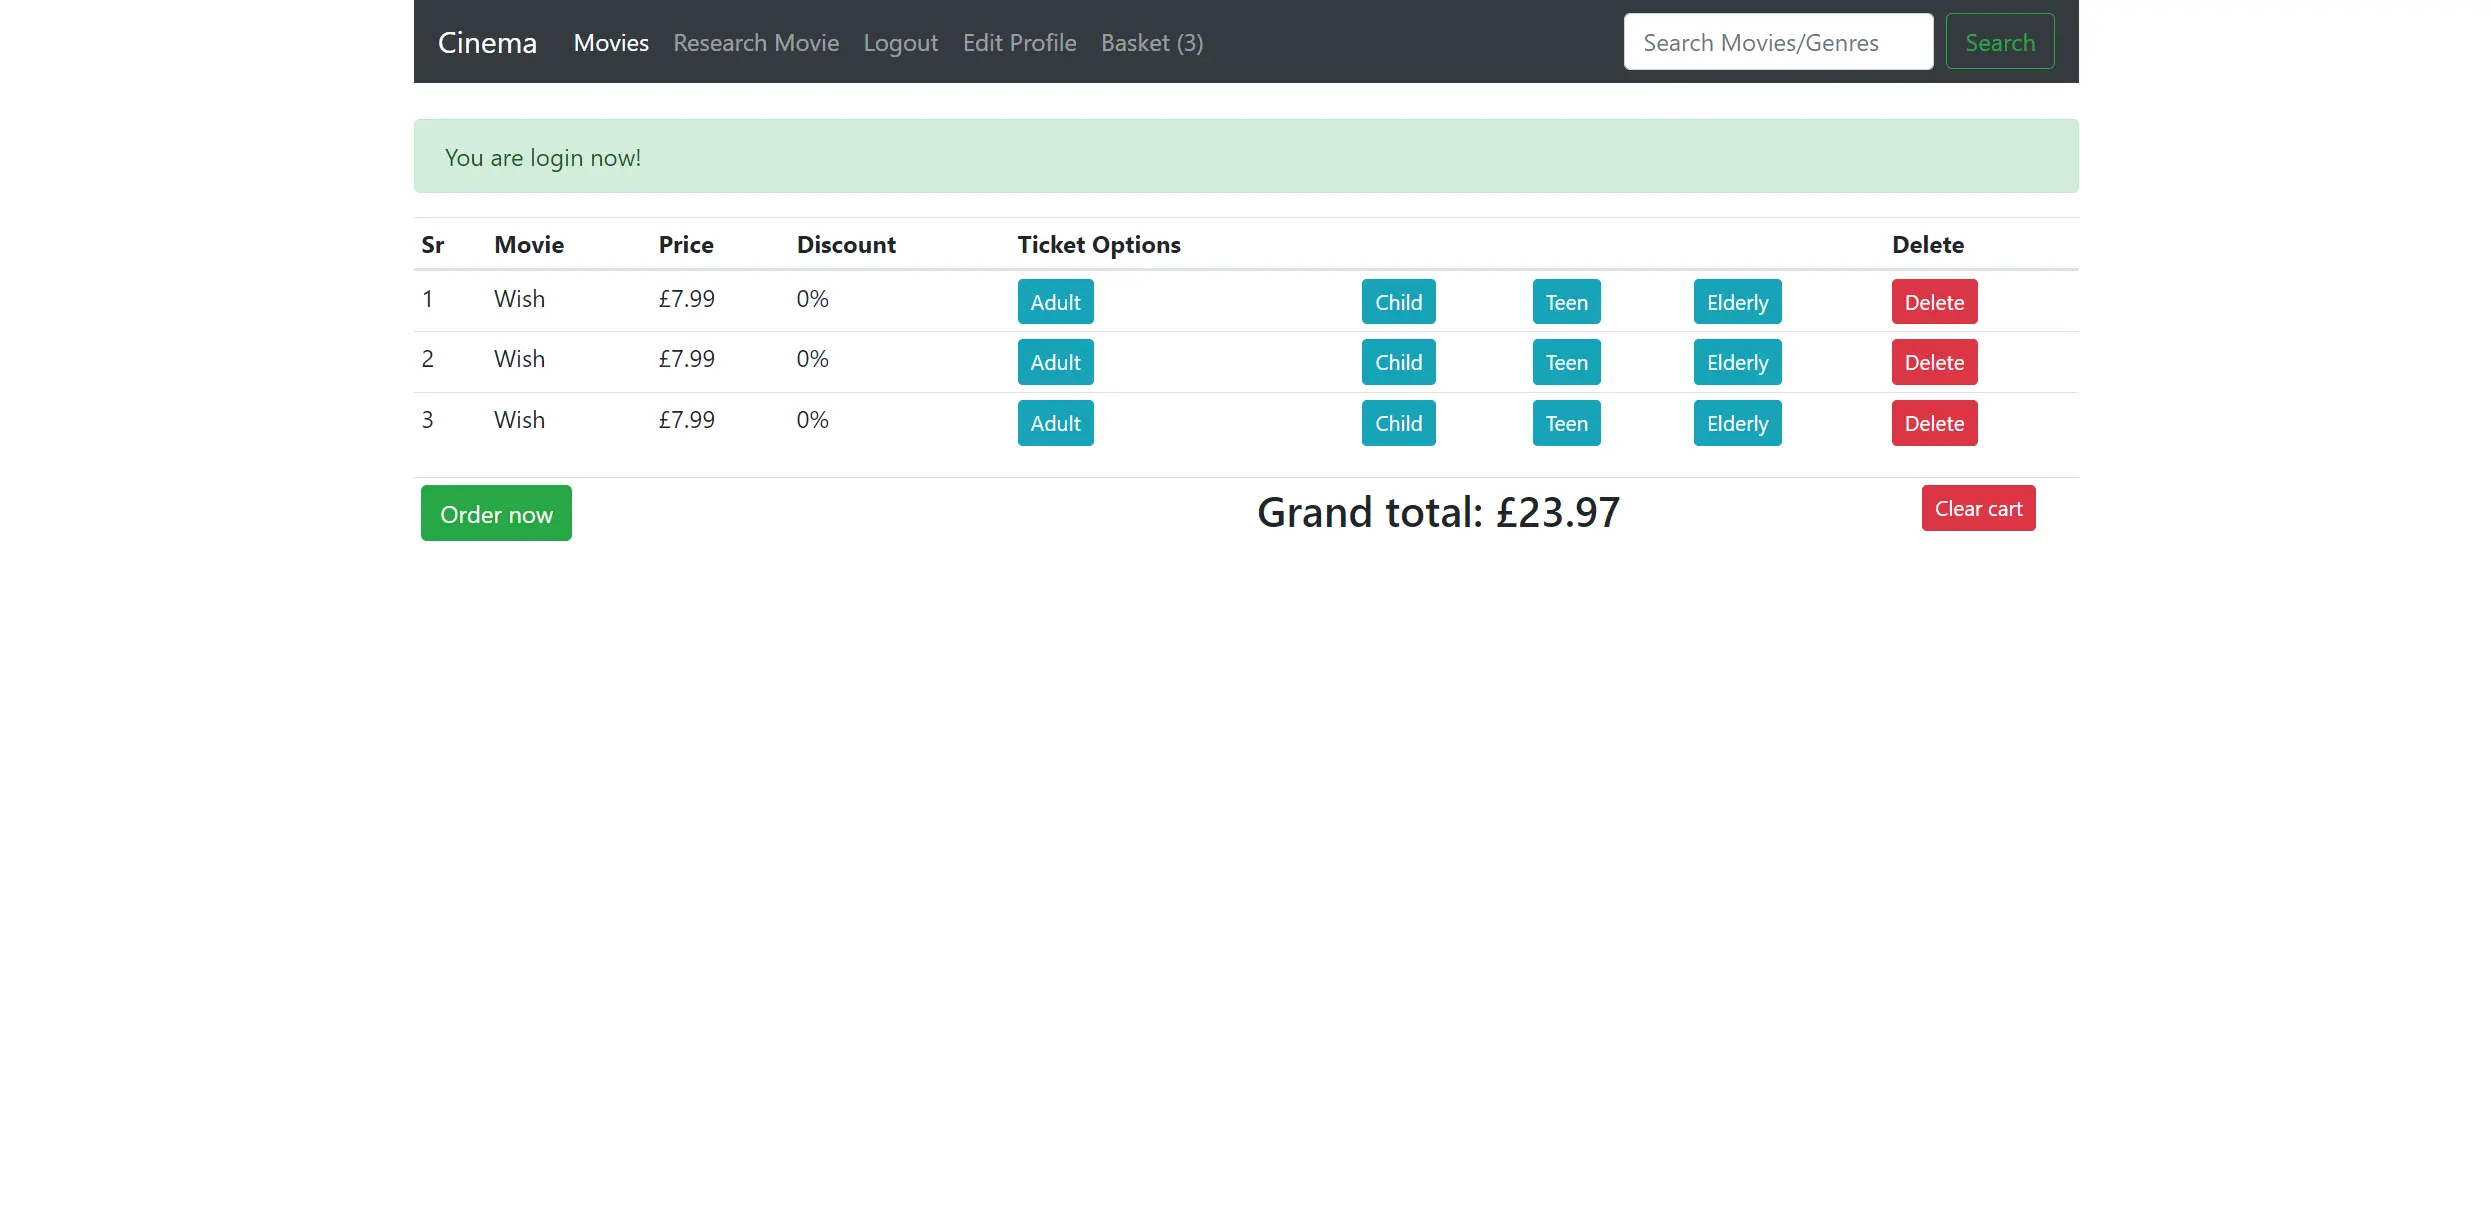 Cinema Movies Research Movie Logout Edit Profile Basket (3) Search Movies/Genres Search
You are login now!
Sr Movie Price Discount Ticket Options Delete
1 Wish £7.99 0% Adult Child Teen Elderly Delete
2 Wish £7.99 0% Adult Child Teen Elderly Delete
3 Wish £7.99 0% Adult Child Teen Elderly Delete
Order now Grand total: £23.97 Clear cart